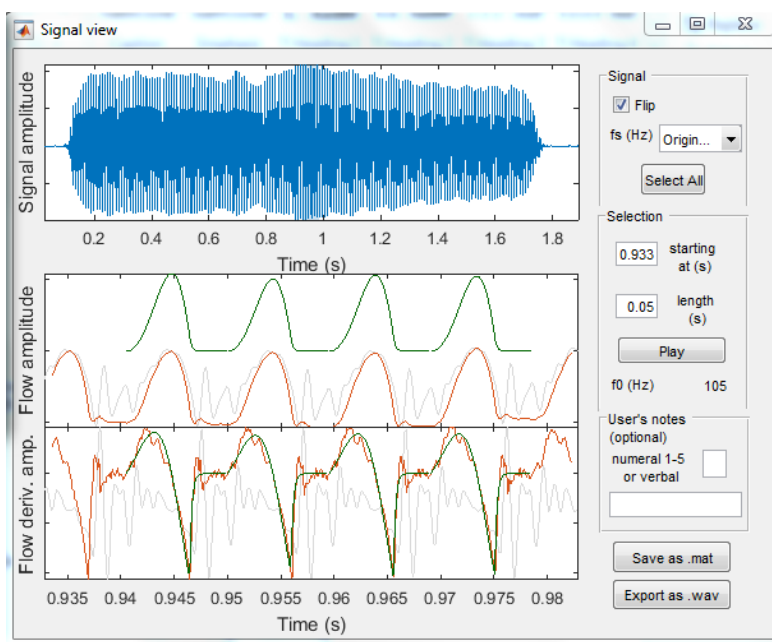 Signal view
Signal amplitude
0.2 0.4 0.6 0.8 1 1.2 1.4 1.6 1.8
Time (s)
Flow amplitude
Flow deriv. amp.
0.935 0.94 0.945 0.95 0.955 0.96 0.965 0.97 0.975 0.98
Time (s)
Signal
Flip
fs (Hz) Origin...
Select All
Selection
0.933 starting
at (s)
0.05 length
(s)
Play
f0 (Hz) 105
User's notes
(optional)
numeral 1-5
or verbal
Save as .mat
Export as .wav